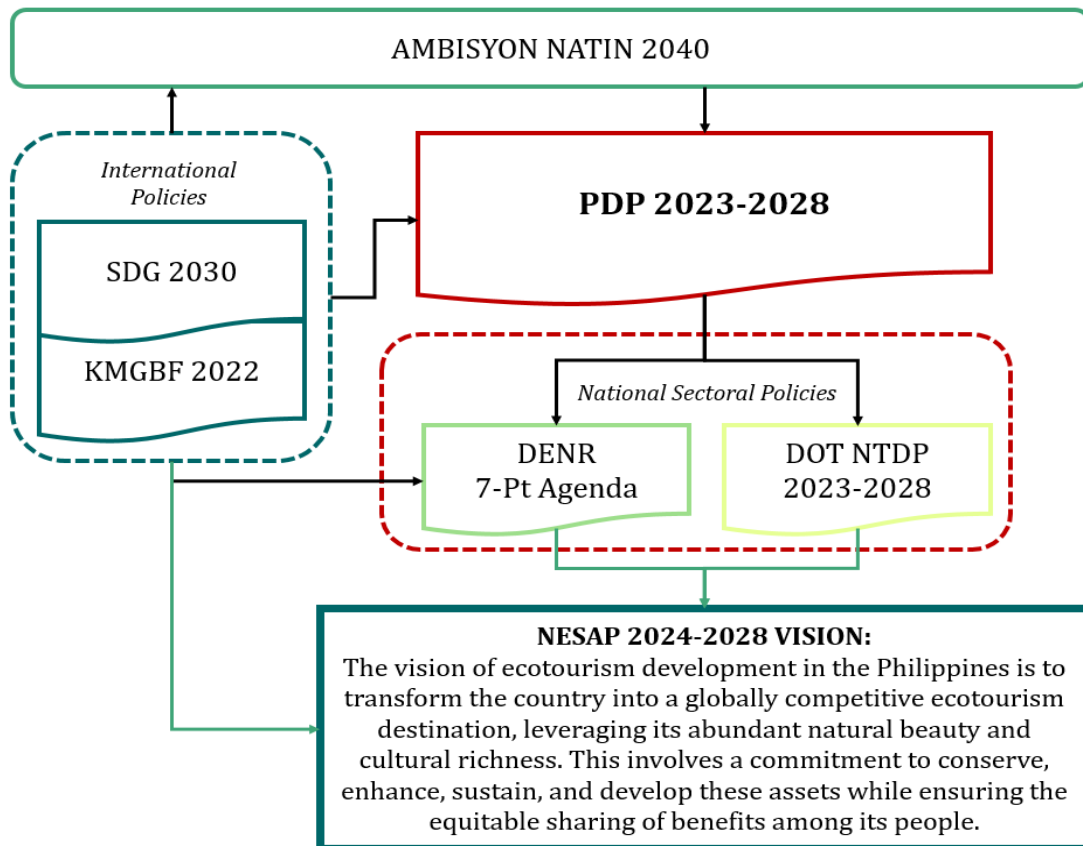 AMBISYON NATIN 2040
International
Policies
SDG 2030
KMGBF 2022
PDP 2023-2028
National Sectoral Policies
DENR
7-Pt Agenda
DOT NTDP
2023-2028
NESAP 2024-2028 VISION:
The vision of ecotourism development in the Philippines is to
transform the country into a globally competitive ecotourism
destination, leveraging its abundant natural beauty and
cultural richness. This involves a commitment to conserve,
enhance, sustain, and develop these assets while ensuring the
equitable sharing of benefits among its people.